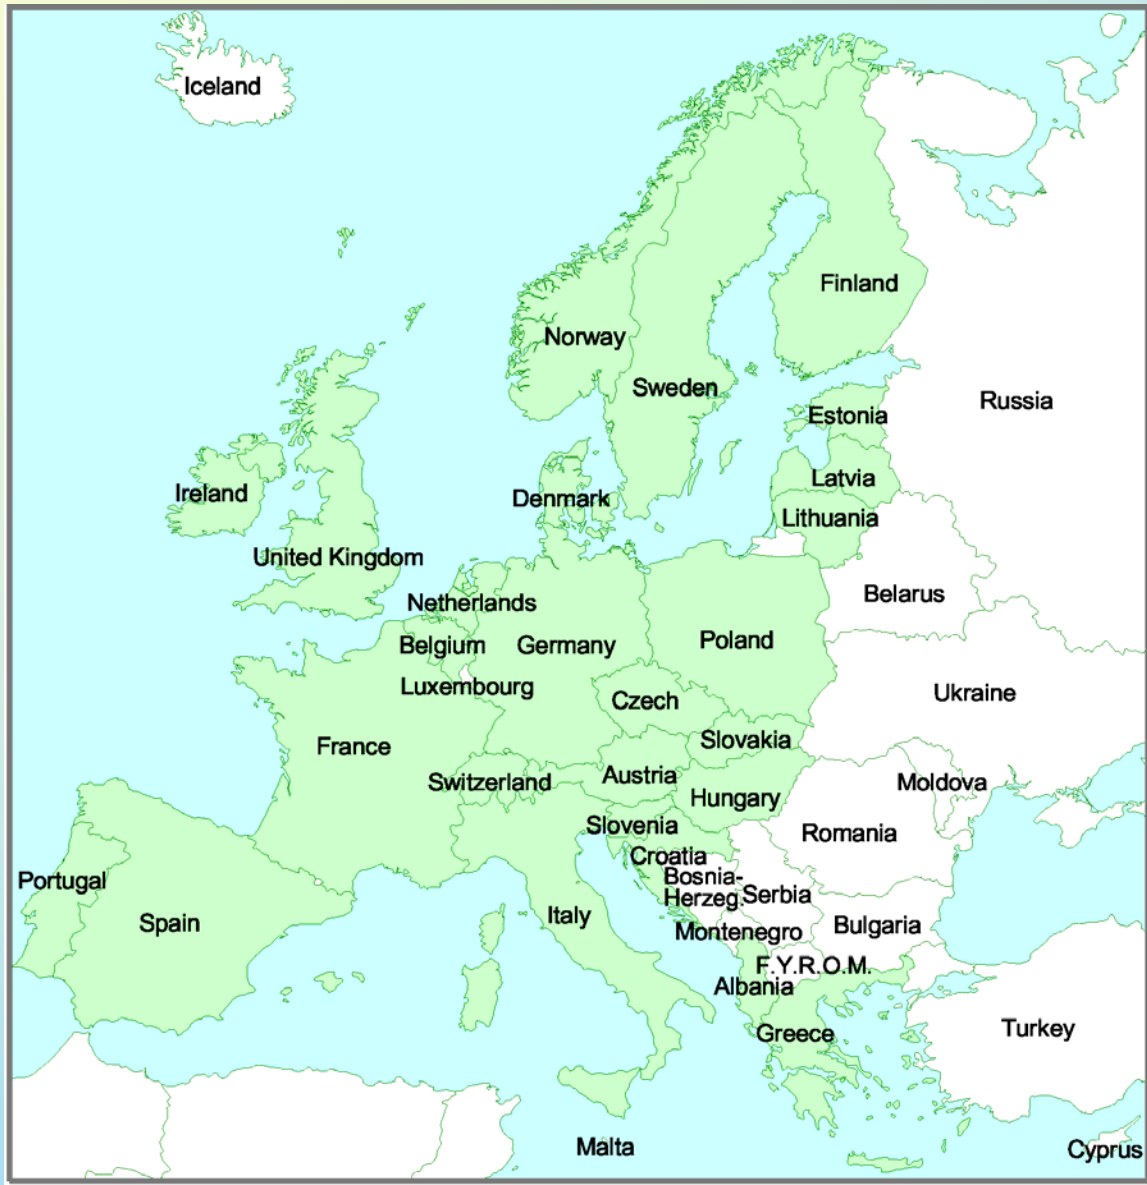 Iceland
Finland
Norway
Sweden
Russia
Estonia
Latvia
Ireland
Denmark
Lithuania
United Kingdom
Belarus
Netherlands
Belgium
Germany
Poland
Luxembourg
Ukraine
Czech
France
Slovakia
Austria
Switzerland
Moldova
Hungary
Slovenia
Romania
Croatia
Bosnia-
Herzeg.
Portugal
Serbia
Italy
Spain
Bulgaria
Montenegro
F.Y.R.O.M.
Albania
Greece
Turkey
Malta
Cyprus